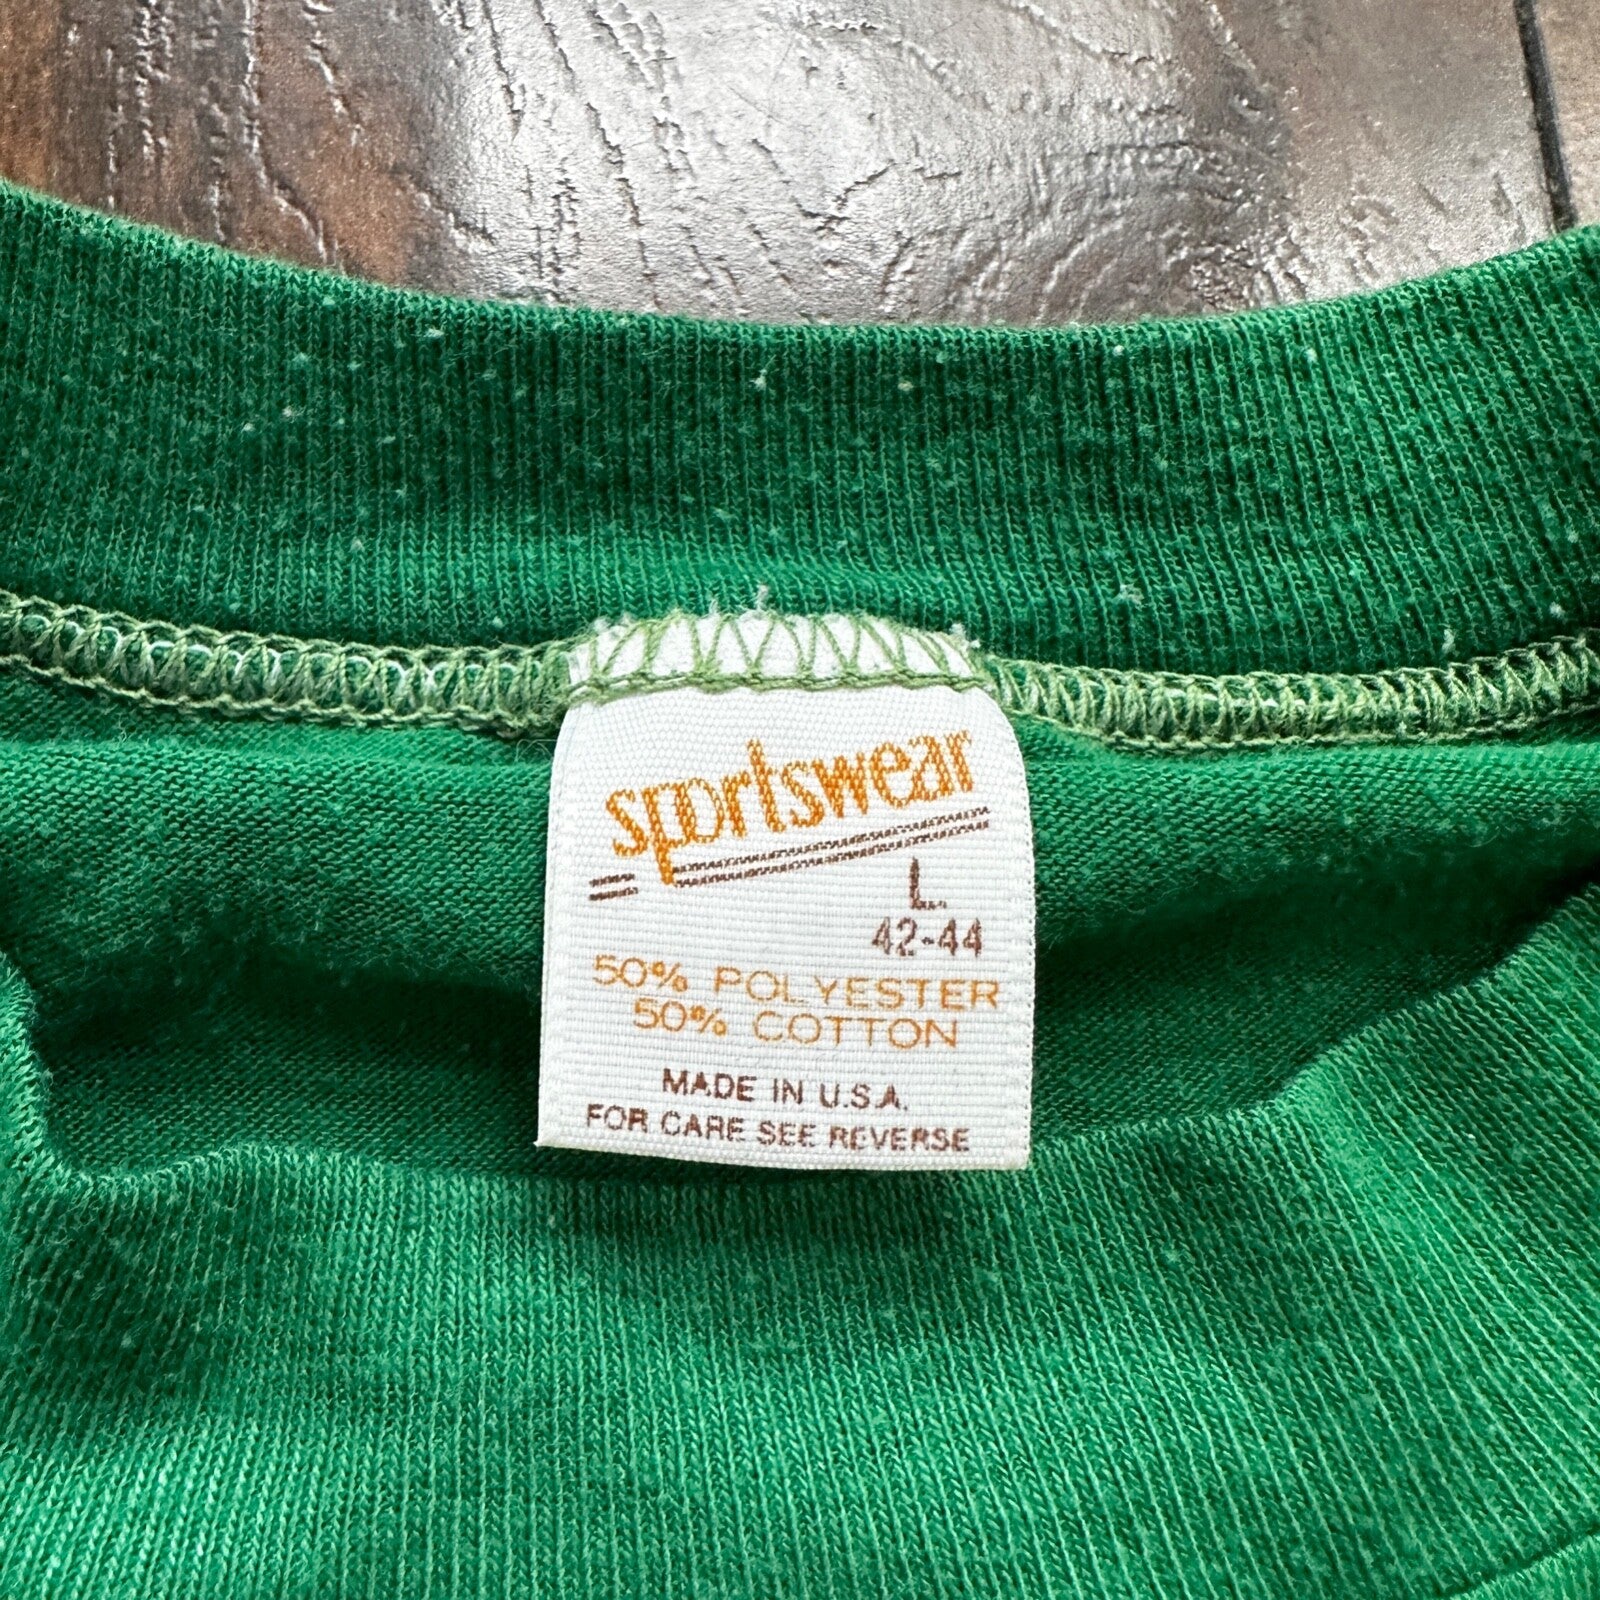 sportswear
L
42-44
50% POLYESTER
50% COTTON
MADE IN U.S.A.
FOR CARE SEE REVERSE